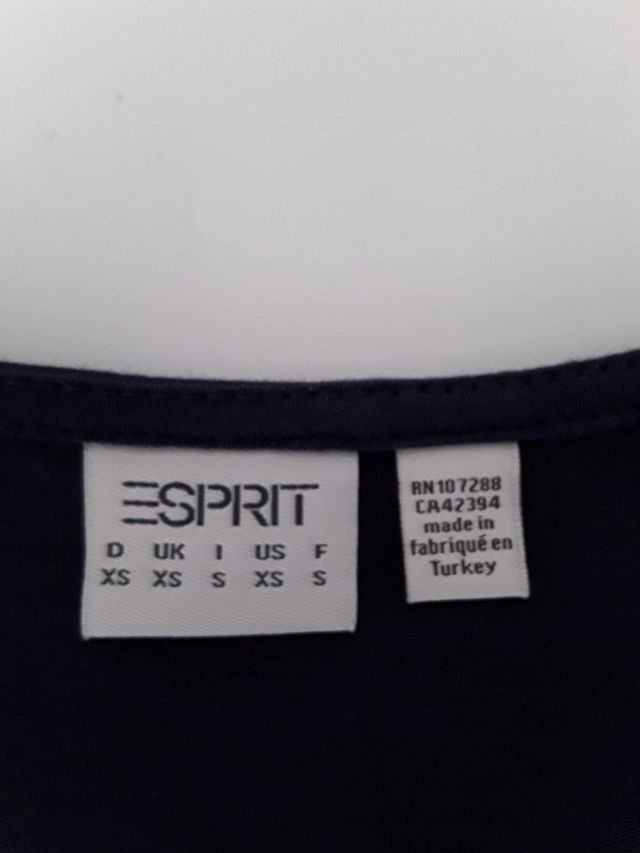 ESPRIT
D UK I US F
XS XS S XS S
RN107288
CA42394
made in
fabriqué en
Turkey